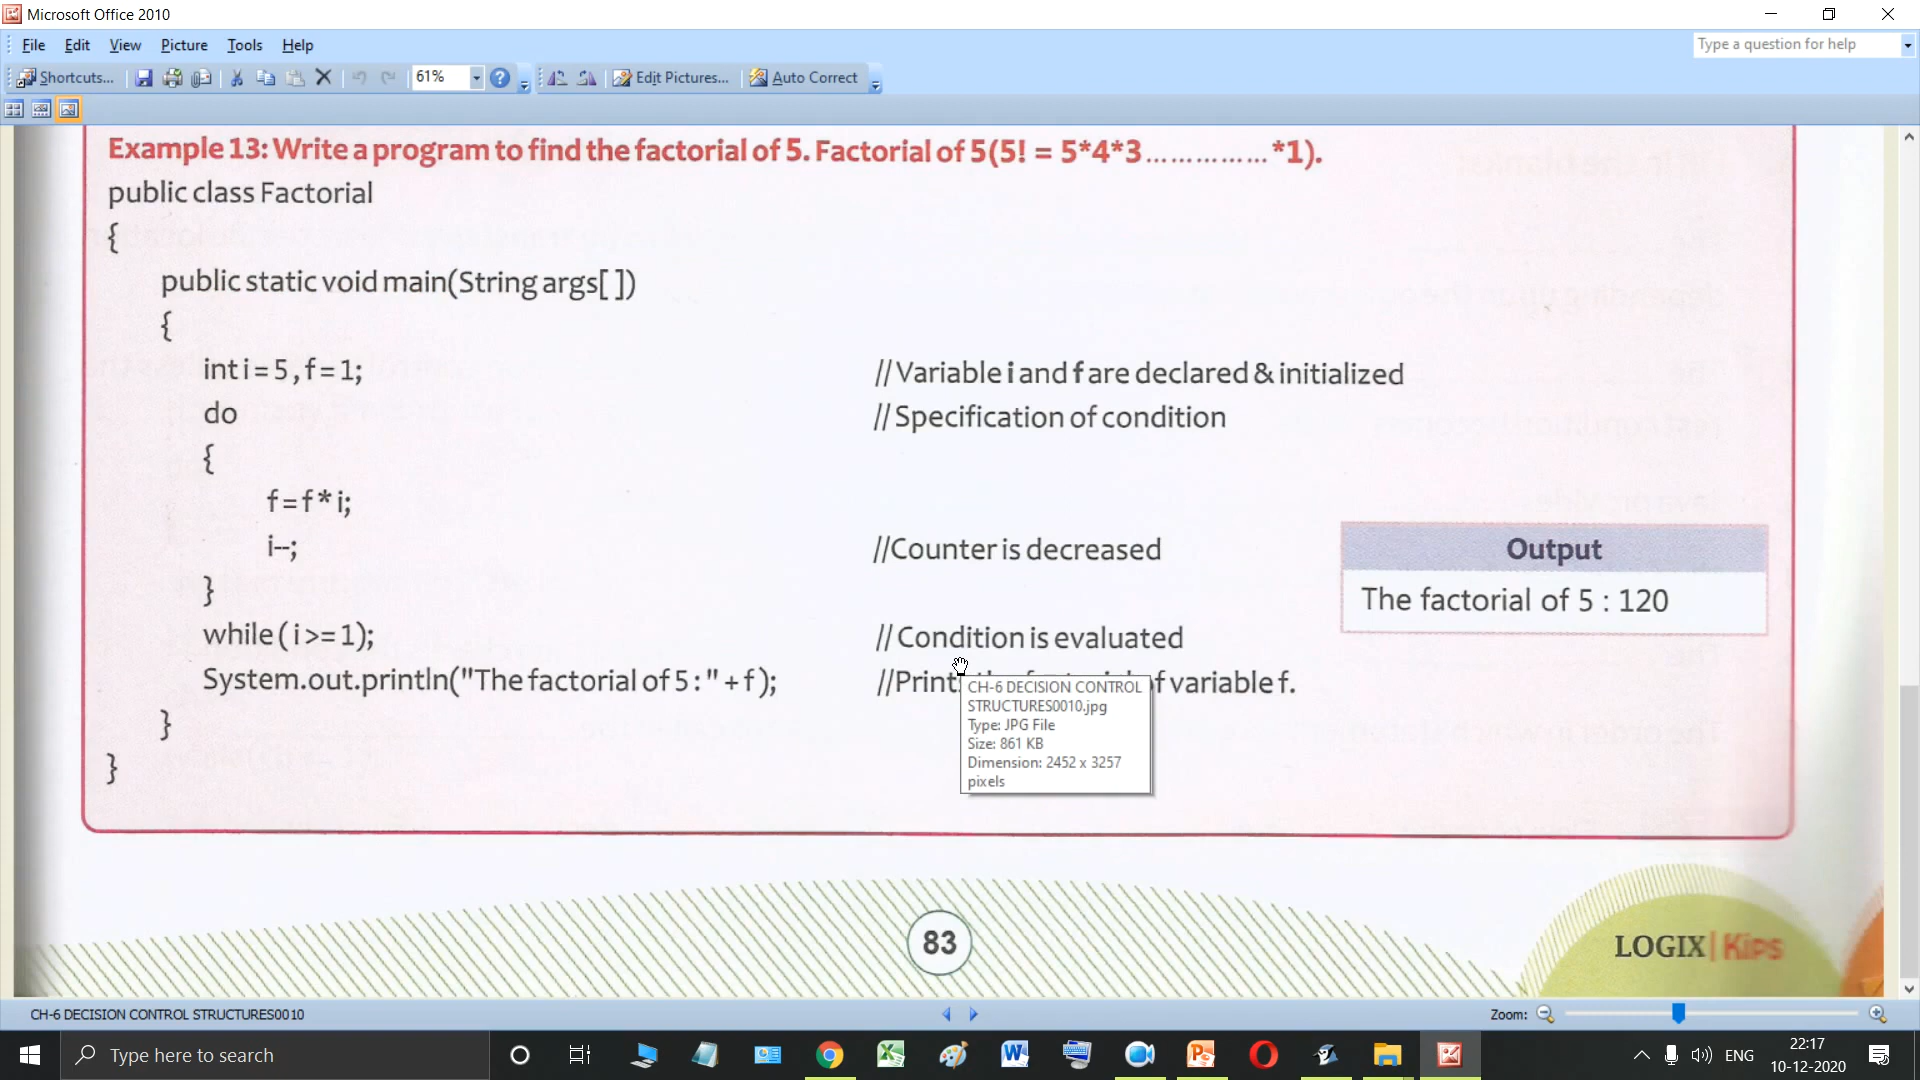 Microsoft Office 2010
File Edit View Picture Tools Help
Type a question for help
Shortcuts...
61%
Edit Pictures...
Auto Correct
Example 13: Write a program to find the factorial of 5. Factorial of 5(5! = 5*4*3..............*1).
public class Factorial
{
public static void main(String args[ ])
{
int i = 5 , f = 1; // Variable i and f are declared & initialized
do // Specification of condition
{
f = f * i;
i--; //Counter is decreased
}
while ( i >= 1); // Condition is evaluated
System.out.println("The factorial of 5 : " + f ); //Prints of variable f.
}
}
Output
The factorial of 5 : 120
CH-6 DECISION CONTROL
STRUCTURES0010.jpg
Type: JPG File
Size: 861 KB
Dimension: 2452 x 3257
pixels
83
LOGIX | Kips
CH-6 DECISION CONTROL STRUCTURES0010
Zoom:
Type here to search
ENG
22:17
10-12-2020